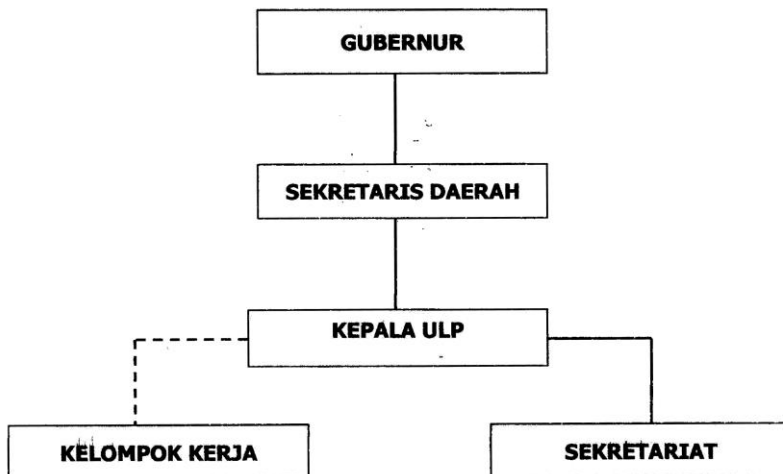 GUBERNUR
SEKRETARIS DAERAH
KEPALA ULP
KELOMPOK KERJA
SEKRETARIAT